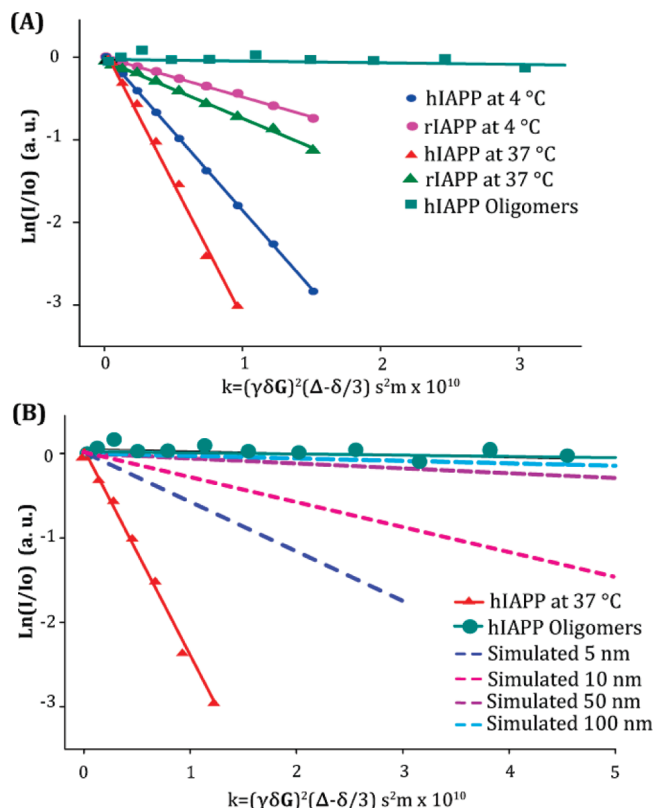 (A)
0
-1
-2
-3
Ln(I/Io) (a. u.)
hIAPP at 4 °C
rIAPP at 4 °C
hIAPP at 37 °C
rIAPP at 37 °C
hIAPP Oligomers
0 1 2 3
k=(γδG)²(Δ-δ/3) s²m x 10¹⁰
(B)
0
-1
-2
-3
Ln(I/Io) (a. u.)
hIAPP at 37 °C
hIAPP Oligomers
Simulated 5 nm
Simulated 10 nm
Simulated 50 nm
Simulated 100 nm
0 1 2 3 4 5
k=(γδG)²(Δ-δ/3) s²m x 10¹⁰